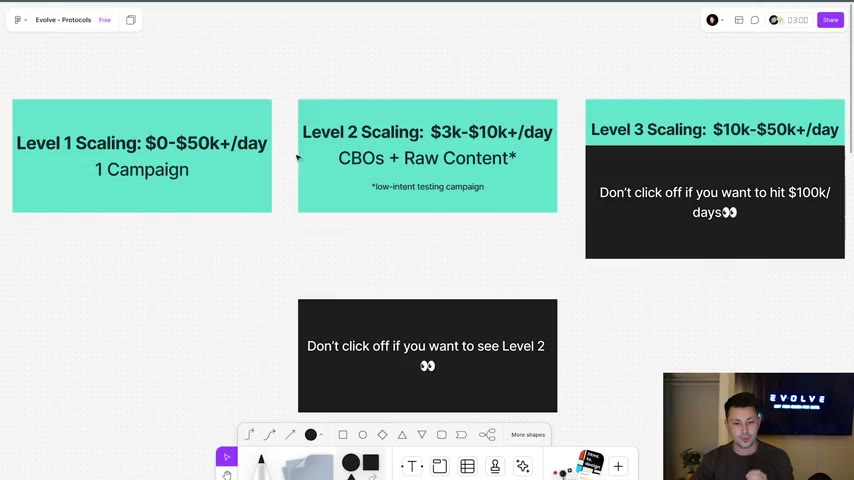 Evolve - Protocols
Free
03:00
Share
Level 1 Scaling: $0-$50k+/day
1 Campaign
Level 2 Scaling: $3k-$10k+/day
CBOs + Raw Content*
*low-intent testing campaign
Level 3 Scaling: $10k-$50k+/day
Don't click off if you want to hit $100k/
days👀
Don't click off if you want to see Level 2
👀
More shapes
T
EVOLVE